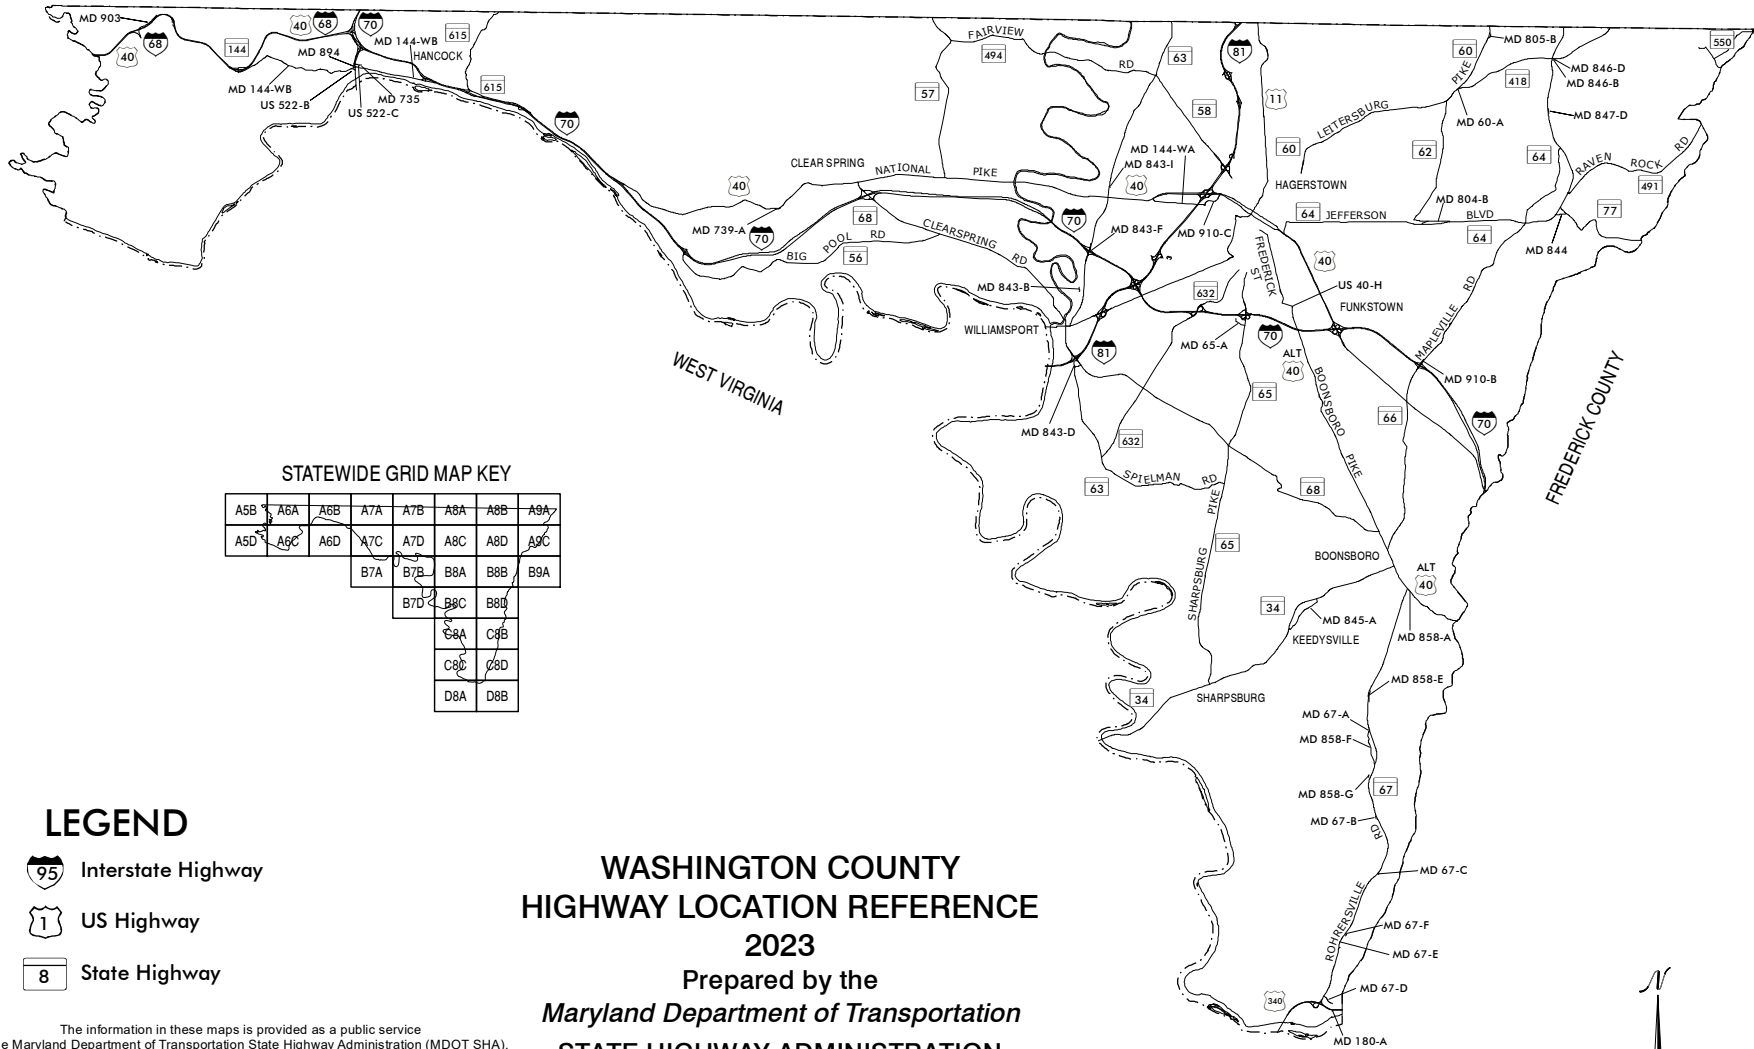 MD 903
40
68
144
MD 894
40
68
70
MD 144-WB
HANCOCK
615
MD 144-WB
US 522-B
US 522-C
MD 735
615
70
FAIRVIEW
RD
494
57
63
58
81
11
60
PIKE
MD 805-B
550
MD 846-D
MD 846-B
418
MD 60-A
MD 847-D
LEITERSBURG
60
62
64
RAVEN ROCK RD
491
CLEAR SPRING
NATIONAL PIKE
40
MD 144-WA
MD 843-I
40
HAGERSTOWN
64
JEFFERSON BLVD
MD 804-B
64
77
MD 844
MD 739-A
70
68
BIG POOL RD
56
CLEARSPRING RD
70
MD 843-F
MD 910-C
FREDERICK ST
40
MD 843-B
632
US 40-H
FUNKSTOWN
MAPLEVILLE RD
WILLIAMSPORT
81
MD 65-A
70
ALT
40
MD 910-B
WEST VIRGINIA
FREDERICK COUNTY
65
BOONSBORO PIKE
66
70
MD 843-D
632
63
SPIELMAN RD
68
SHARPSBURG PIKE
65
BOONSBORO
ALT
40
34
MD 845-A
KEEDYSVILLE
MD 858-A
34
SHARPSBURG
MD 858-E
MD 67-A
MD 858-F
MD 858-G
67
MD 67-B
ROHRERSVILLE RD
MD 67-C
MD 67-F
MD 67-E
340
MD 67-D
MD 180-A
N
STATEWIDE GRID MAP KEY
A5B A6A A6B A7A A7B A8A A8B A9A
A5D A6C A6D A7C A7D A8C A8D A9C
B7A B7B B8A B8B B9A
B7D B8C B8D
C8A C8B
C8C C8D
D8A D8B
LEGEND
95 Interstate Highway
1 US Highway
8 State Highway
The information in these maps is provided as a public service
e Maryland Department of Transportation State Highway Administration (MDOT SHA).
WASHINGTON COUNTY
HIGHWAY LOCATION REFERENCE
2023
Prepared by the
Maryland Department of Transportation
STATE HIGHWAY ADMINISTRATION